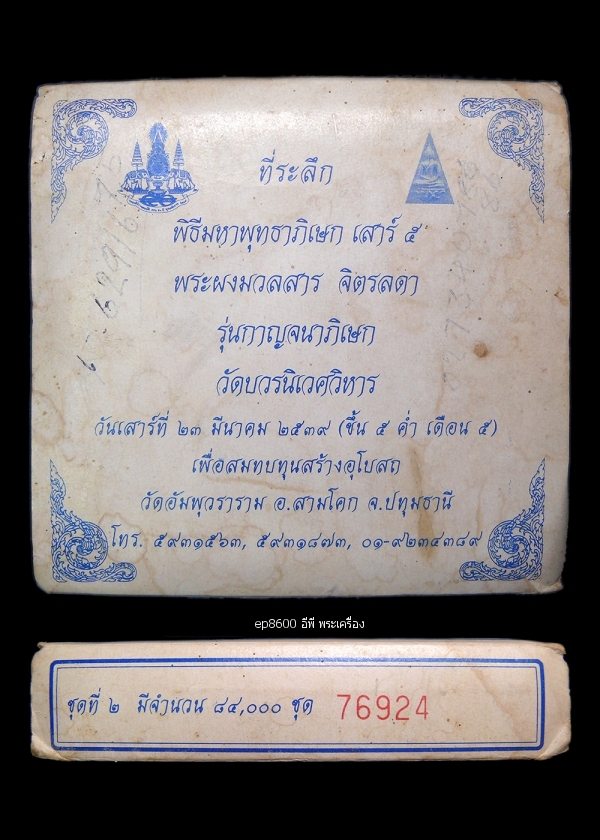 ที่ระลึก
พิธีมหาพุทธาภิเษก เสาร์ ๕
พระผงมวลสาร จิตรลดา
รุ่นกาญจนาภิเษก
วัดบวรนิเวศวิหาร
วันเสาร์ที่ ๒๓ มีนาคม ๒๕๓๙ (ขึ้น ๕ ค่ำ เดือน ๕)
เพื่อสมทบทุนสร้างอุโบสถ
วัดอัมพุวราราม อ.สามโคก จ.ปทุมธานี
โทร. ๕๙๓๑๕๖๓, ๕๙๓๑๘๗๓, ๐๑-๙๒๓๔๓๘๙
ep8600 อีพี พระเครื่อง
ชุดที่ ๒ มีจำนวน ๘๔,๐๐๐ ชุด 76924